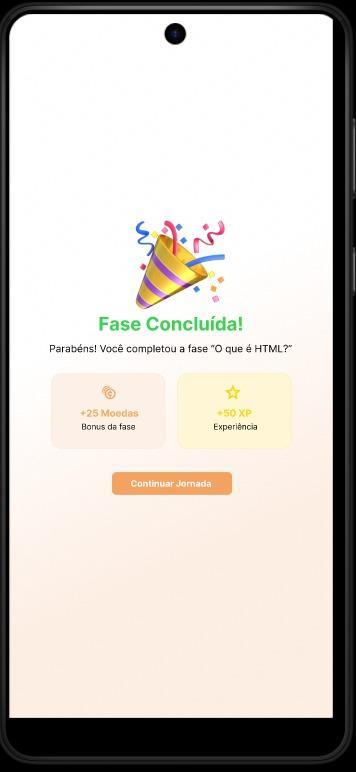 Fase Concluída!
Parabéns! Você completou a fase "O que é HTML?"
+25 Moedas
Bonus da fase
+50 XP
Experiência
Continuar Jornada